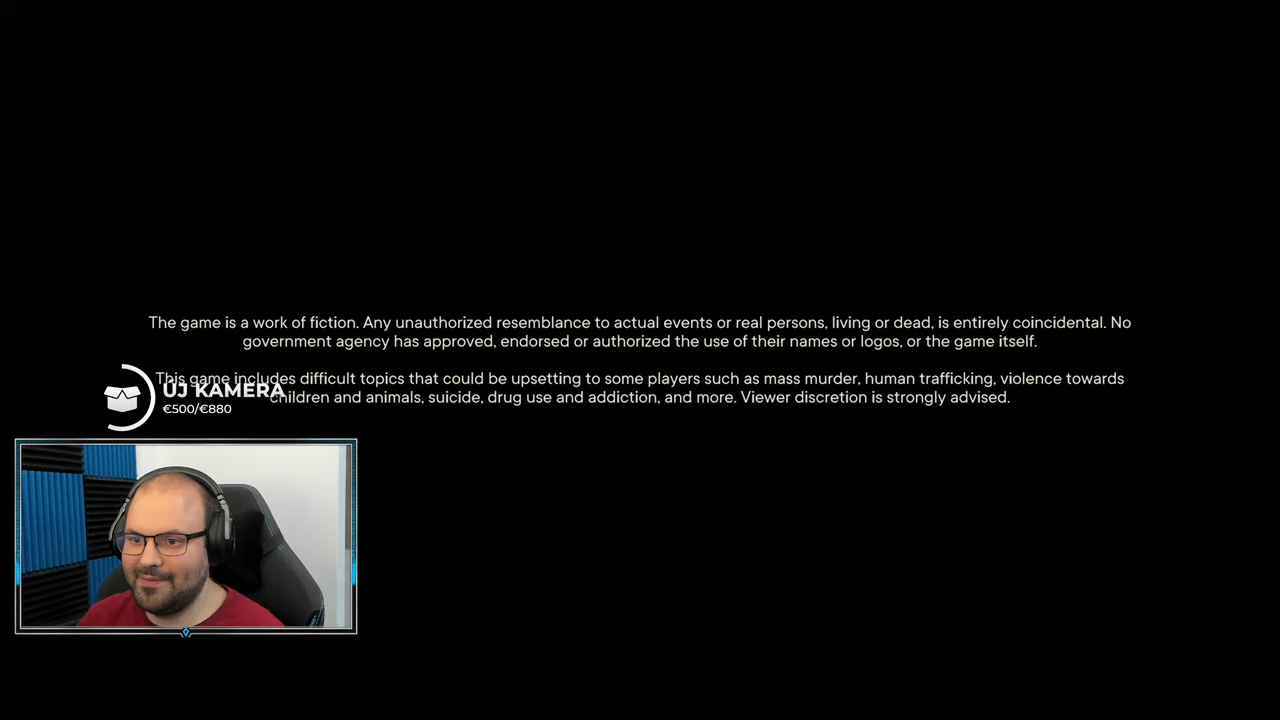 The game is a work of fiction. Any unauthorized resemblance to actual events or real persons, living or dead, is entirely coincidental. No
government agency has approved, endorsed or authorized the use of their names or logos, or the game itself.
This game includes difficult topics that could be upsetting to some players such as mass murder, human trafficking, violence towards
children and animals, suicide, drug use and addiction, and more. Viewer discretion is strongly advised.
ÚJ KAMERA
€500/€880